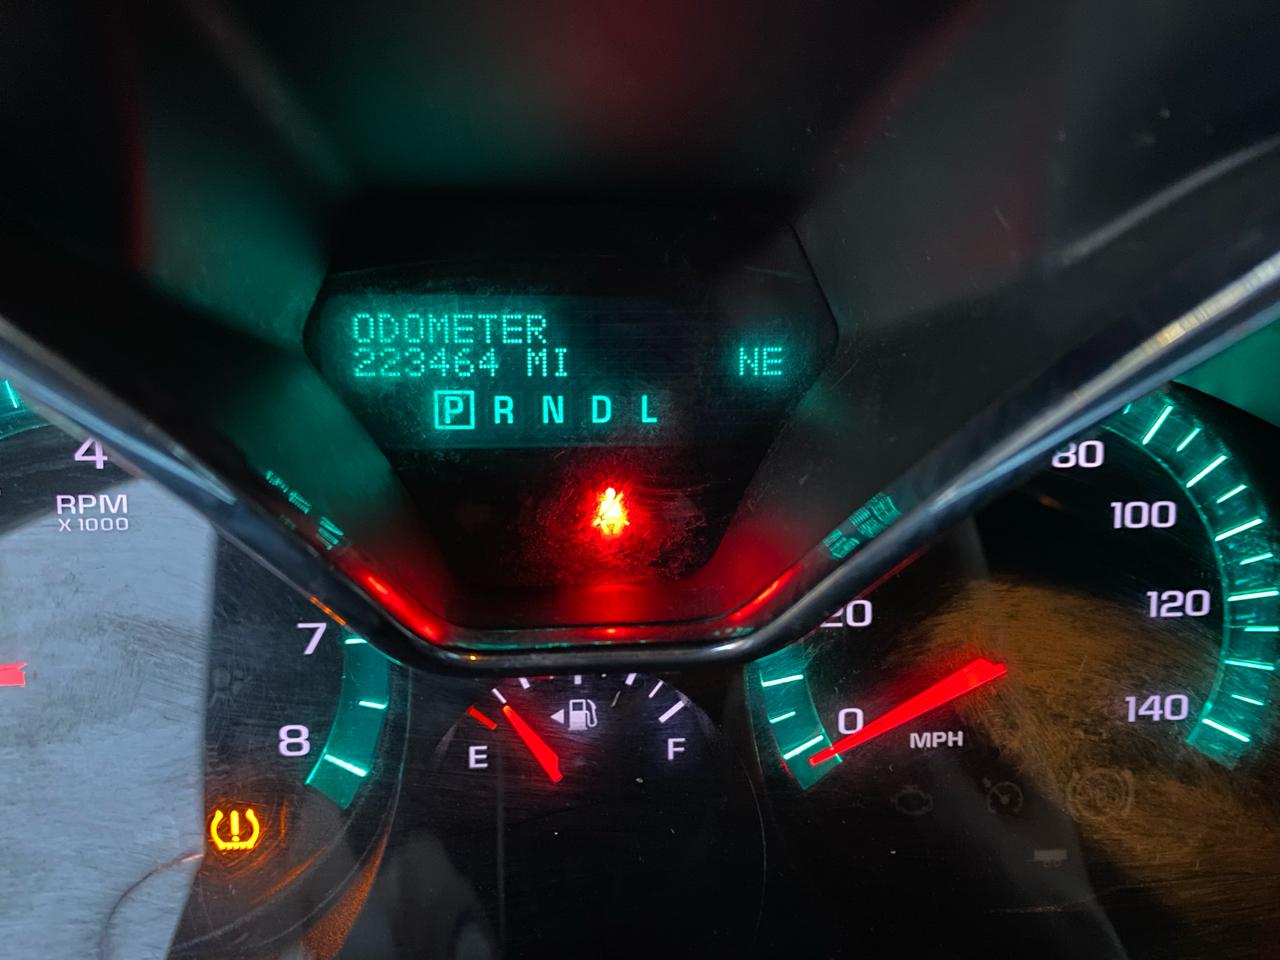 ODOMETER
223464 MI
NE
P R N D L
4
RPM
X 1000
7
8
E
F
20
0
MPH
80
100
120
140